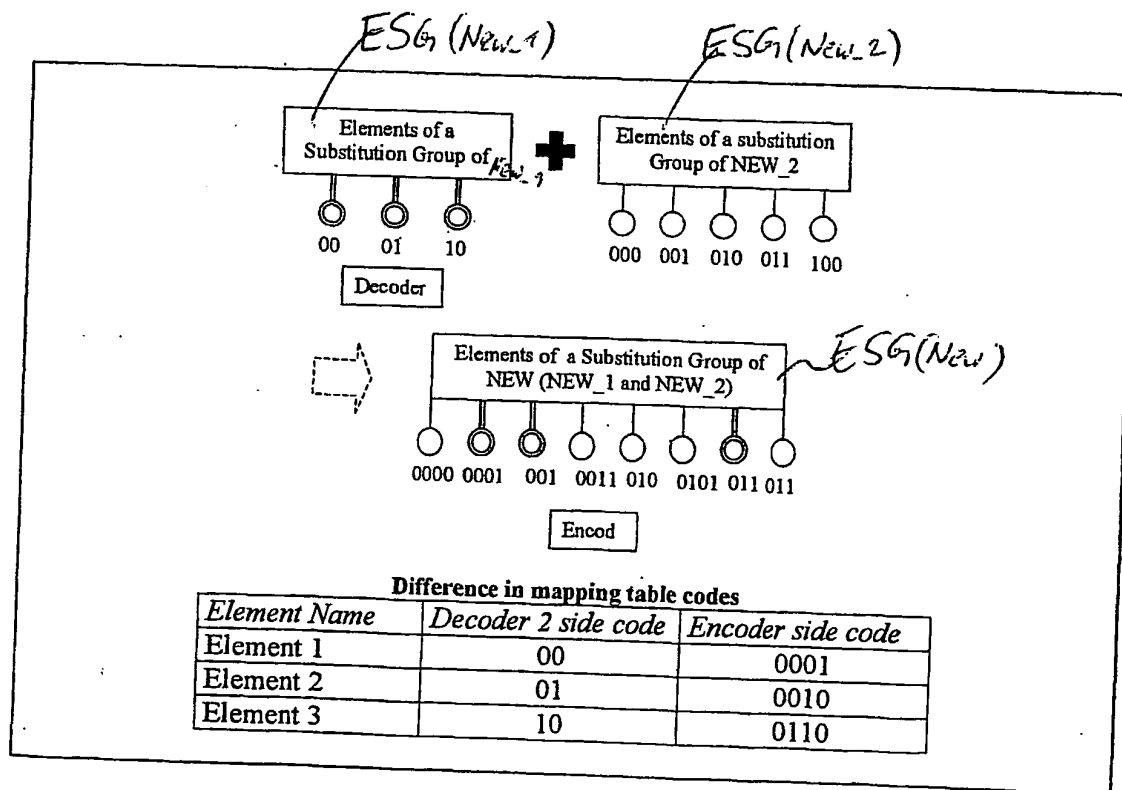 ESG (New_1) ESG (New_2)
Elements of a
Substitution Group of New_1
Elements of a substitution
Group of NEW_2
00 01 10
000 001 010 011 100
Decoder
Elements of a Substitution Group of
NEW (NEW_1 and NEW_2)
ESG (New)
0000 0001 001 0011 010 0101 011 011
Encod
Difference in mapping table codes
Element Name Decoder 2 side code Encoder side code
Element 1 00 0001
Element 2 01 0010
Element 3 10 0110